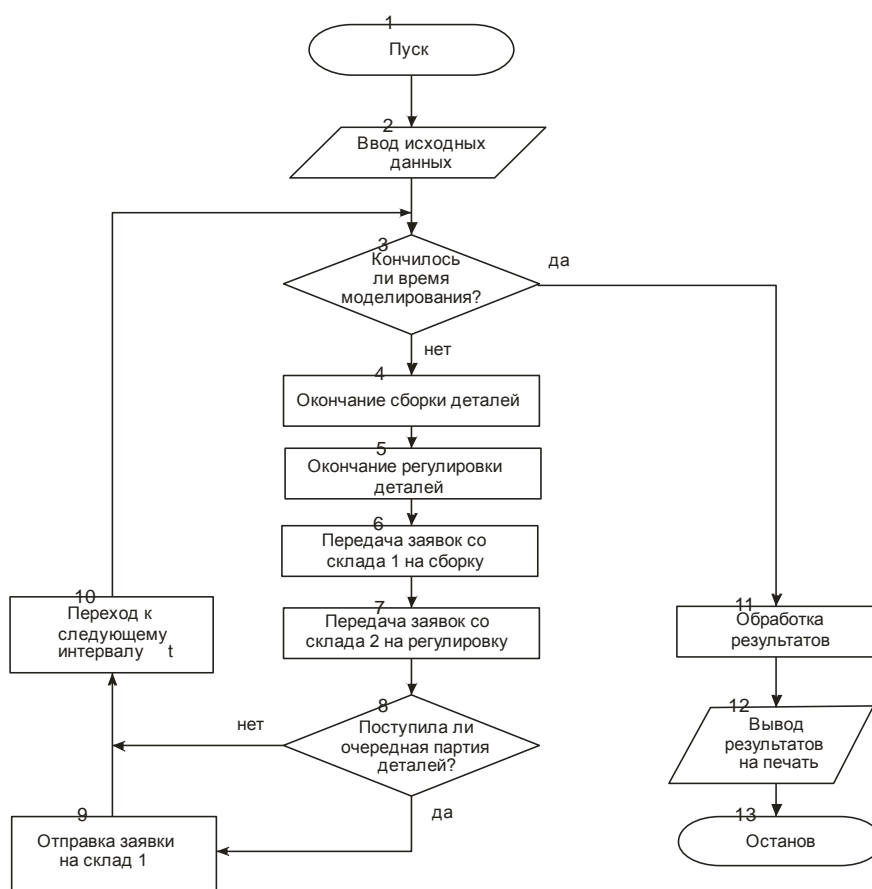 1
Пуск
2
Ввод исходных
данных
3
Кончилось
ли время
моделирования?
да
нет
4
Окончание сборки деталей
5
Окончание регулировки
деталей
6
Передача заявок со
склада 1 на сборку
7
Передача заявок со
склада 2 на регулировку
8
Поступила ли
очередная партия
деталей?
нет
да
9
Отправка заявки
на склад 1
10
Переход к
следующему
интервалу t
11
Обработка
результатов
12
Вывод
результатов
на печать
13
Останов